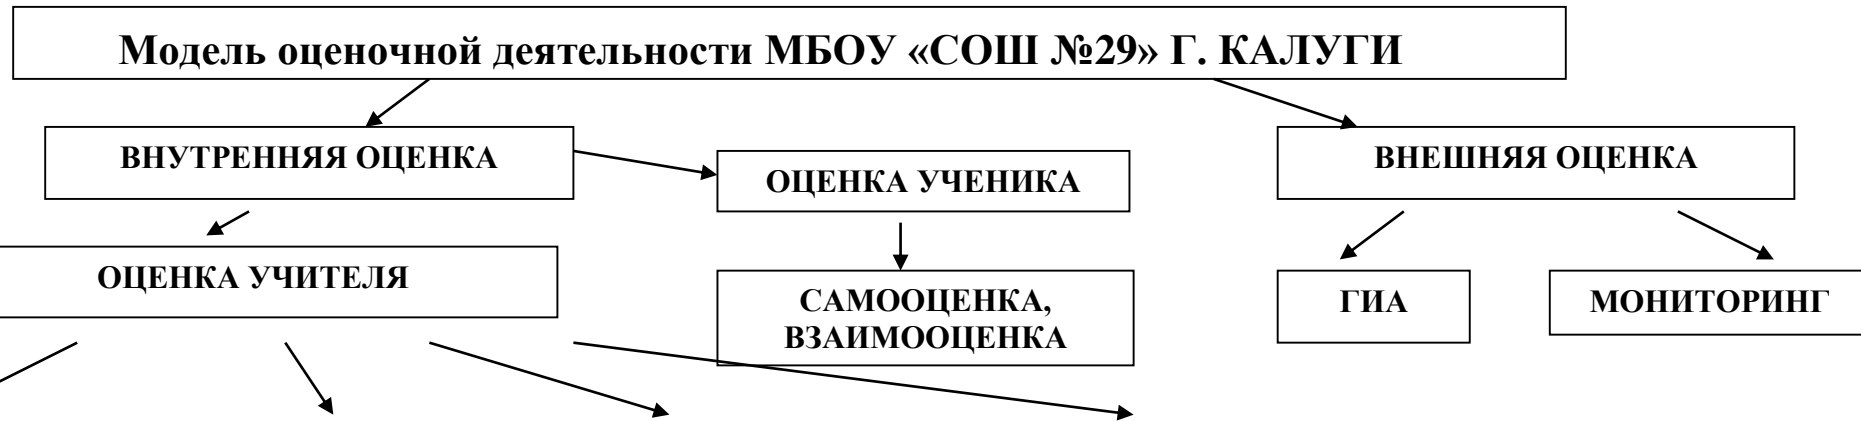 Модель оценочной деятельности МБОУ «СОШ №29» Г. КАЛУГИ
ВНУТРЕННЯЯ ОЦЕНКА
ВНЕШНЯЯ ОЦЕНКА
ОЦЕНКА УЧЕНИКА
ОЦЕНКА УЧИТЕЛЯ
САМООЦЕНКА,
ВЗАИМООЦЕНКА
ГИА
МОНИТОРИНГ